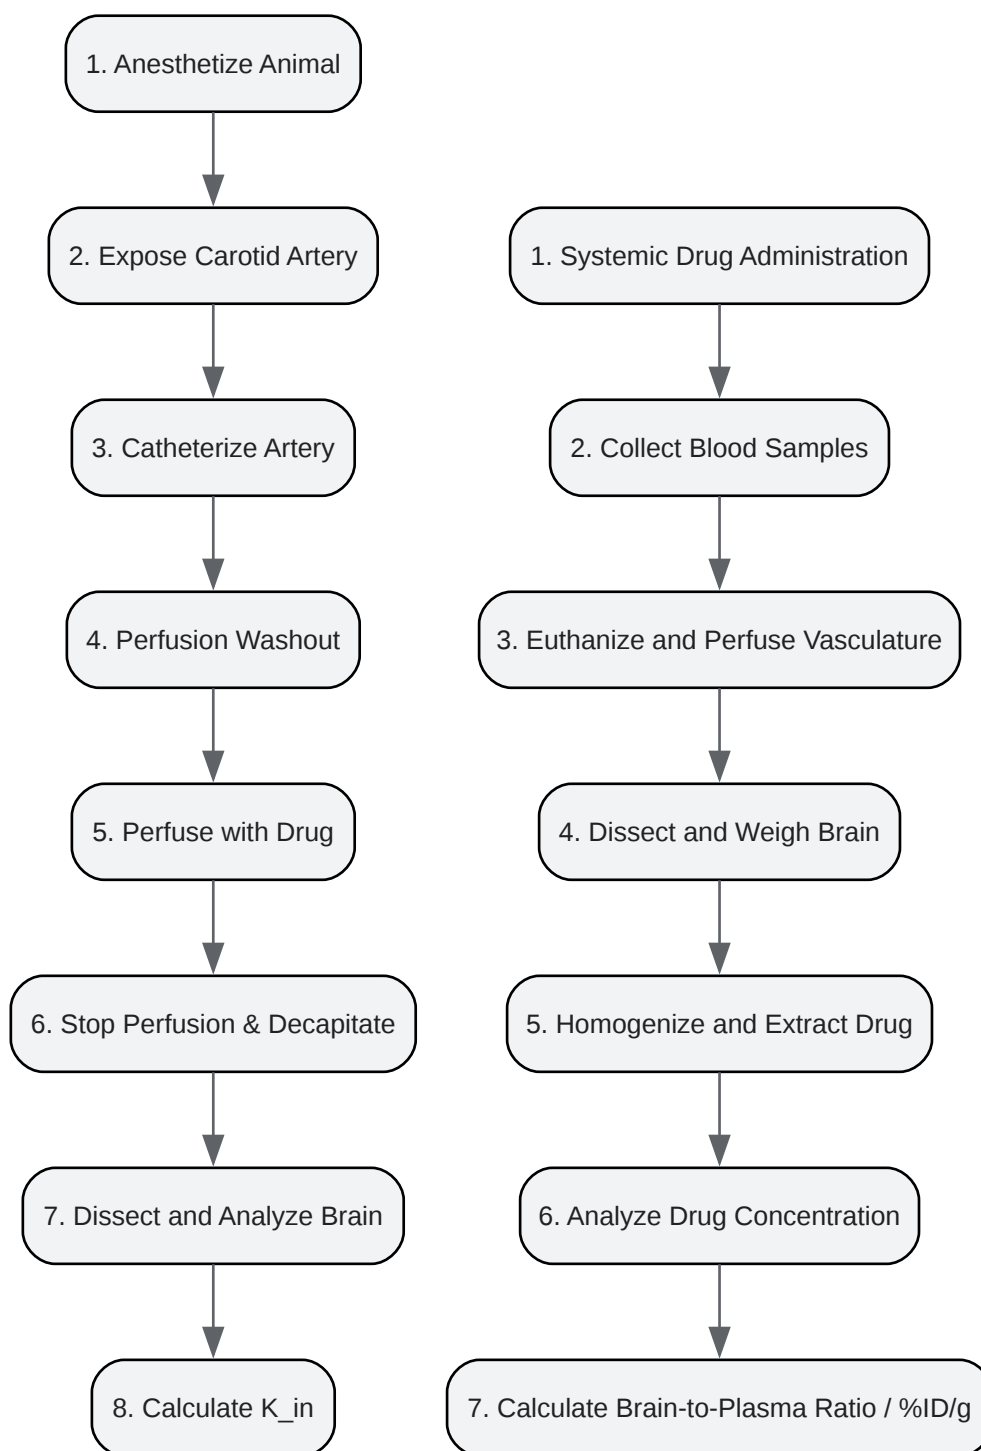 1. Anesthetize Animal
2. Expose Carotid Artery
3. Catheterize Artery
4. Perfusion Washout
5. Perfuse with Drug
6. Stop Perfusion & Decapitate
7. Dissect and Analyze Brain
8. Calculate K_in
1. Systemic Drug Administration
2. Collect Blood Samples
3. Euthanize and Perfuse Vasculature
4. Dissect and Weigh Brain
5. Homogenize and Extract Drug
6. Analyze Drug Concentration
7. Calculate Brain-to-Plasma Ratio / %ID/g